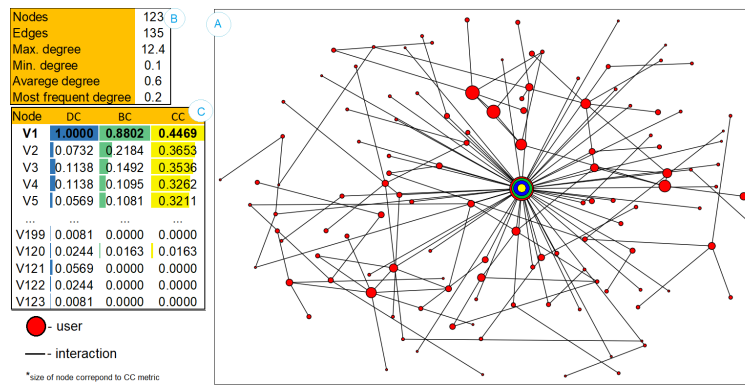 Nodes 123
Edges 135
Max. degree 12.4
Min. degree 0.1
Avarege degree 0.6
Most frequent degree 0.2
B
A
C
Node DC BC CC
V1 1.0000 0.8802 0.4469
V2 0.0732 0.2184 0.3653
V3 0.1138 0.1492 0.3536
V4 0.1138 0.1095 0.3262
V5 0.0569 0.1081 0.3211
... ... ... ...
V199 0.0081 0.0000 0.0000
V120 0.0244 0.0163 0.0163
V121 0.0569 0.0000 0.0000
V122 0.0244 0.0000 0.0000
V123 0.0081 0.0000 0.0000
- user
- interaction
*size of node correpond to CC metric